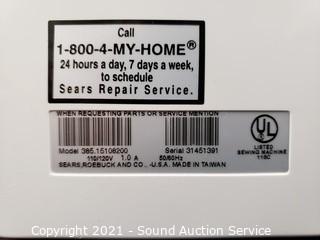 Call
1-800-4-MY-HOME®
24 hours a day, 7 days a week,
to schedule
Sears Repair Service.
WHEN REQUESTING PARTS OR SERVICE MENTION
Model 385.15108200 Serial 31451391
110/120V 1.0 A 50/60Hz
SEARS,ROEBUCK AND CO., -U.S.A. MADE IN TAIWAN
UL
LISTED
SEWING MACHINE
116C
Copyright 2021 - Sound Auction Service